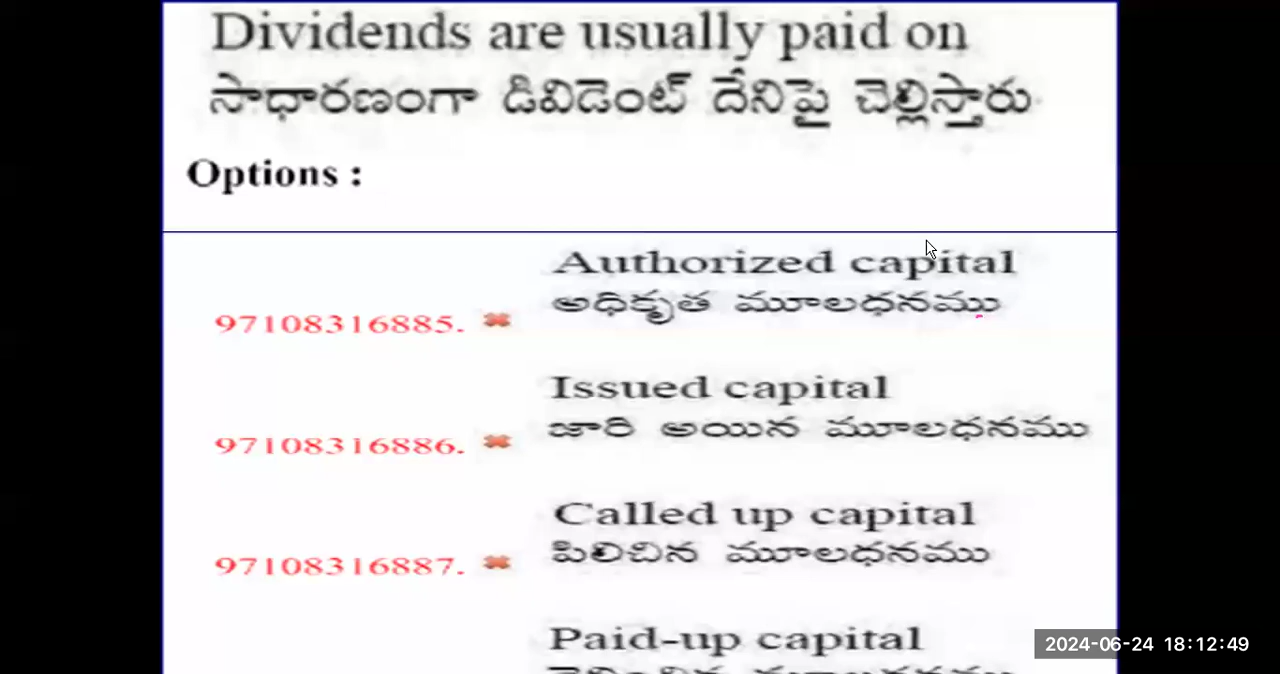 Dividends are usually paid on
సాధారణంగా డివిడెంట్ దేనిపై చెల్లిస్తారు
Options :
Authorized capital
అధికృత మూలధనము
97108316885.
Issued capital
జారి అయిన మూలధనము
97108316886.
Called up capital
పిలిచిన మూలధనము
97108316887.
Paid-up capital
2024-06-24 18:12:49